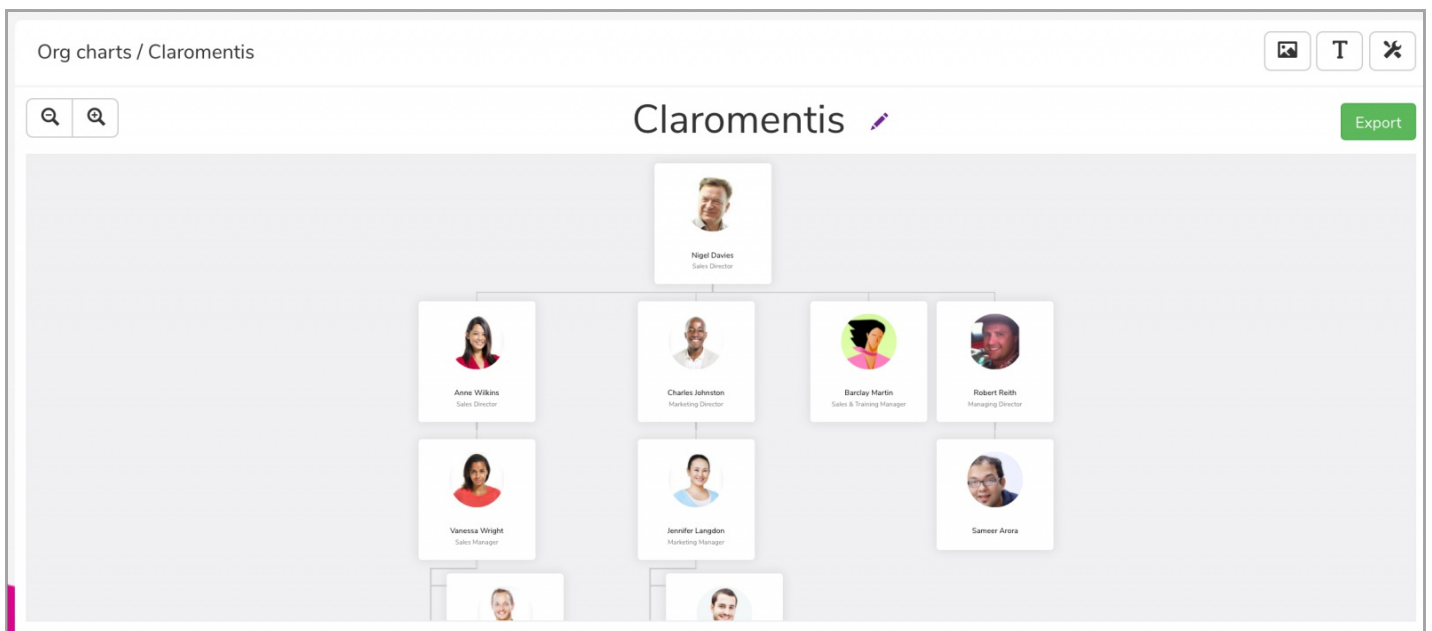 Org charts / Claromentis
T
Claromentis
Export
Nigel Davies
Sales Director
Anne Wilkins
Sales Director
Charles Johnston
Marketing Director
Barclay Martin
Sales & Training Manager
Robert Reith
Managing Director
Vanessa Wright
Sales Manager
Jennifer Langdon
Marketing Manager
Sameer Arora